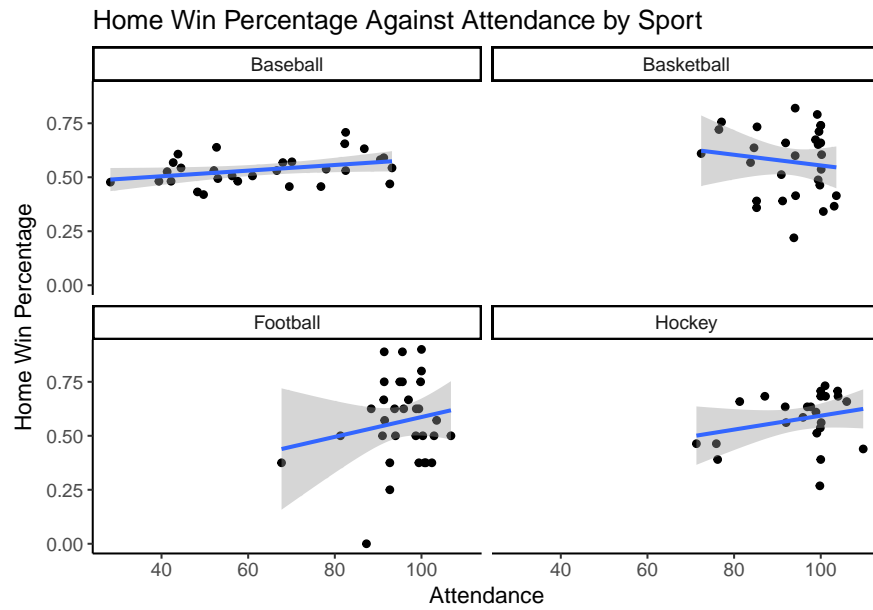 Home Win Percentage Against Attendance by Sport
Baseball
Basketball
0.75
0.50
0.25
0.00
Football
Hockey
0.75
0.50
0.25
0.00
40
60
80
100
40
60
80
100
Attendance
Home Win Percentage